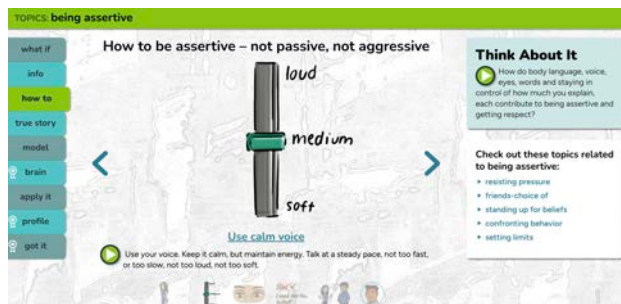 TOPICS: being assertive
what if
info
how to
true story
model
brain
apply it
profile
got it
How to be assertive – not passive, not aggressive
loud
medium
soft
Use calm voice
Use your voice. Keep it calm, but maintain energy. Talk at a steady pace, not too fast,
or too slow, not too loud, not too soft.
Think About It
How do body language, voice,
eyes, words and staying in
control of how much you explain,
each contribute to being assertive and
getting respect?
Check out these topics related
to being assertive:
resisting pressure
friends-choice of
standing up for beliefs
confronting behavior
setting limits